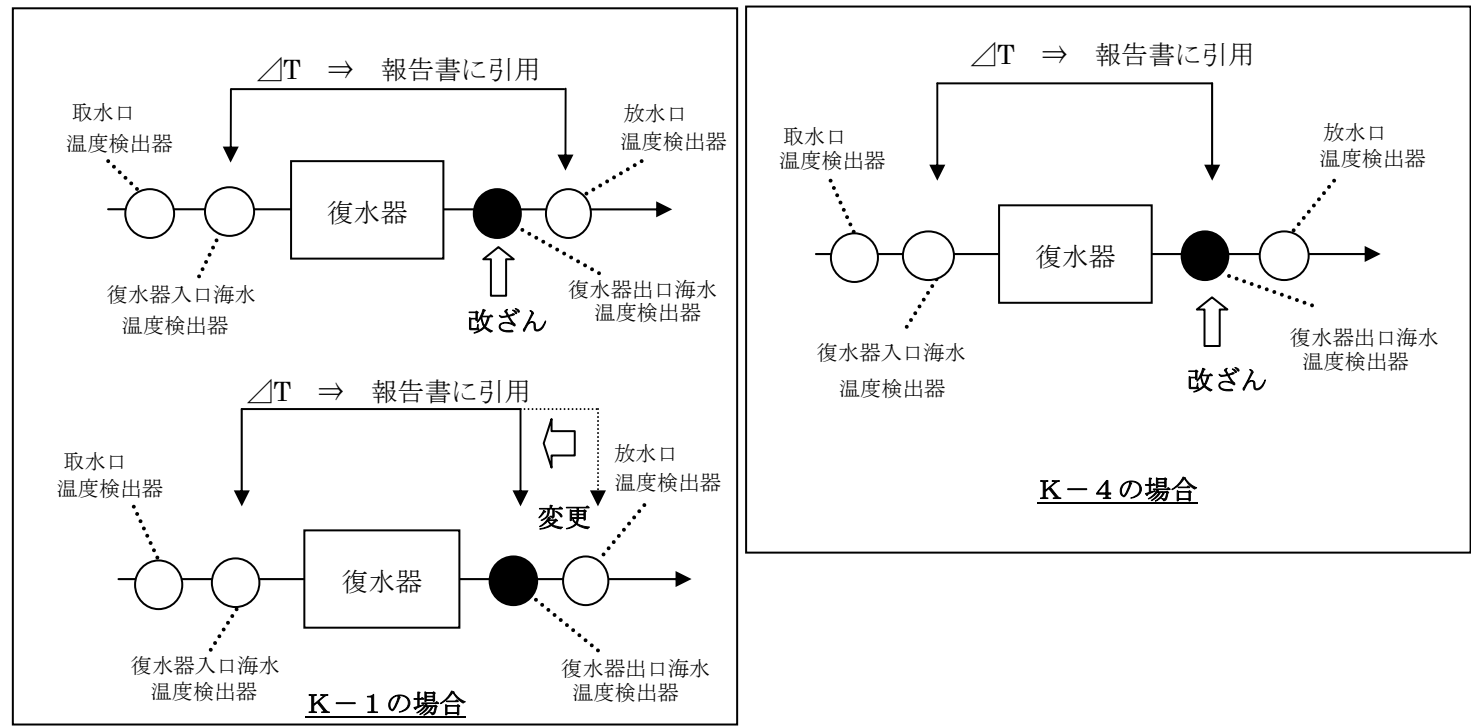 ⊿T ⇒ 報告書に引用
取水口
温度検出器
放水口
温度検出器
復水器
復水器入口海水
温度検出器
復水器出口海水
温度検出器
改ざん
⊿T ⇒ 報告書に引用
取水口
温度検出器
放水口
温度検出器
変更
復水器
復水器入口海水
温度検出器
復水器出口海水
温度検出器
K-1の場合
⊿T ⇒ 報告書に引用
取水口
温度検出器
放水口
温度検出器
復水器
復水器入口海水
温度検出器
復水器出口海水
温度検出器
改ざん
K-4の場合